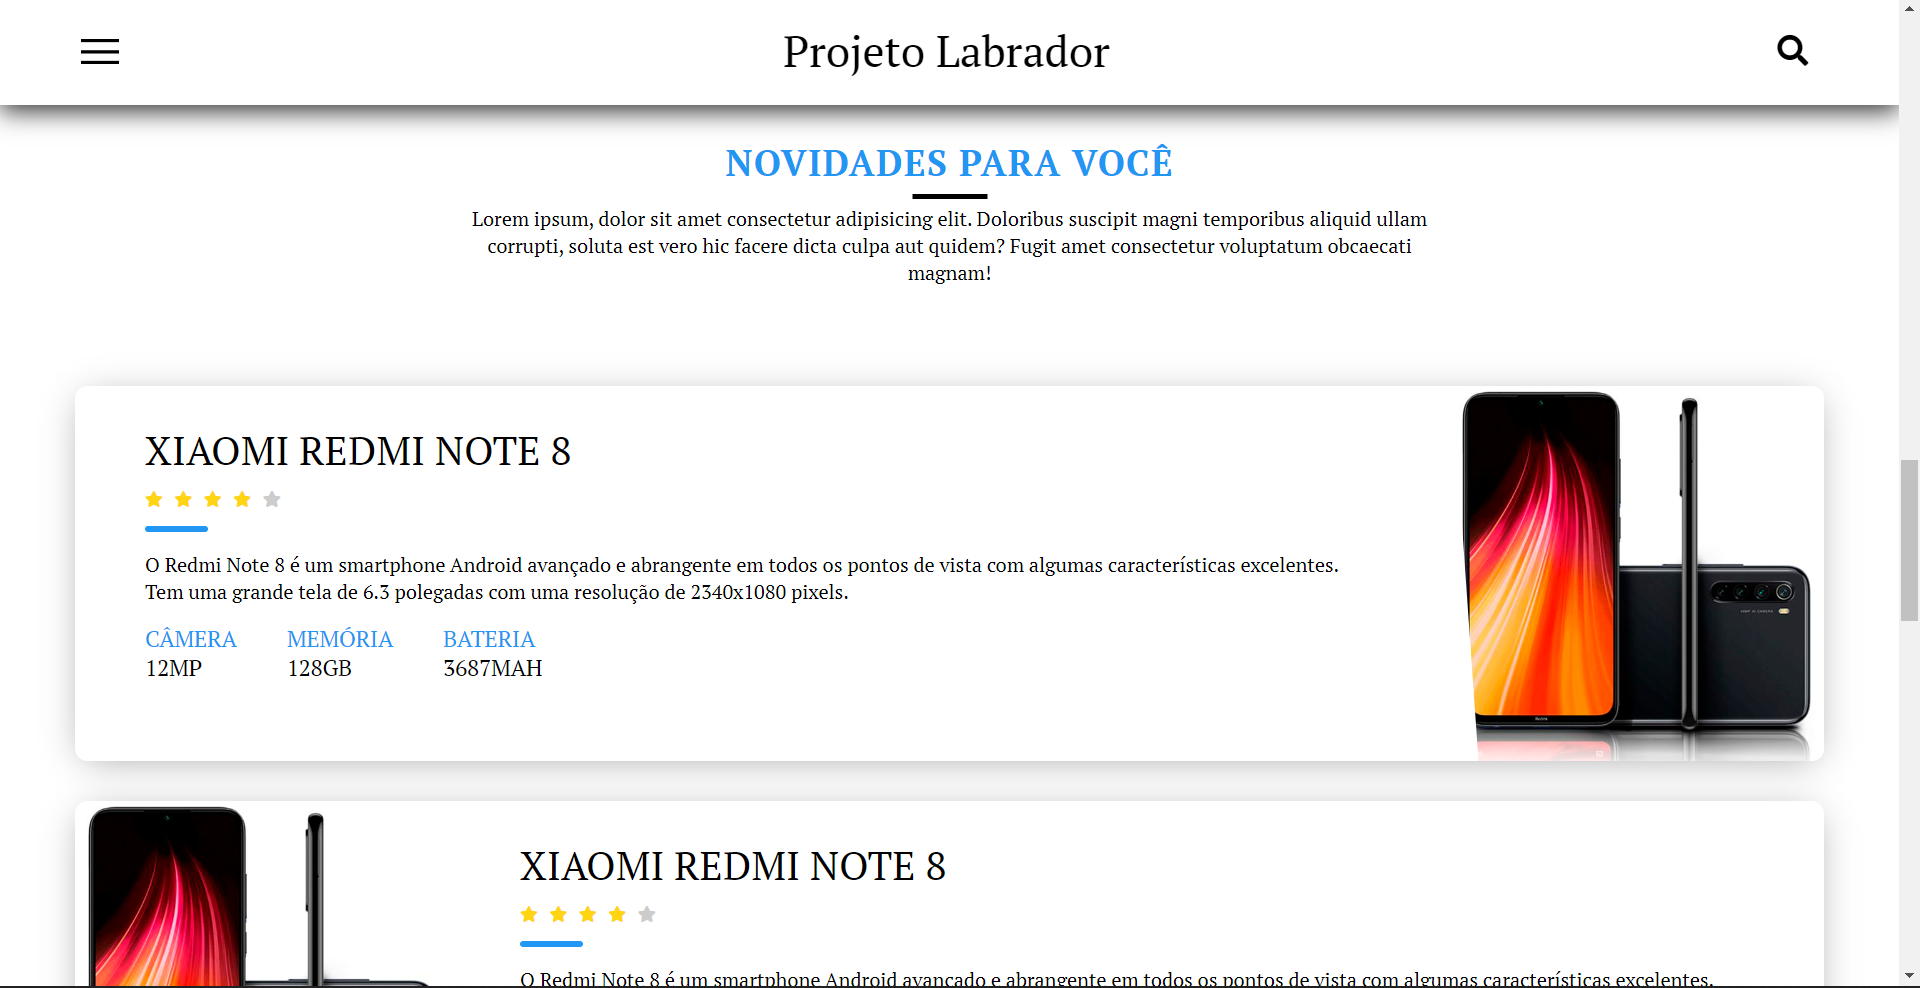 Projeto Labrador
NOVIDADES PARA VOCÊ
Lorem ipsum, dolor sit amet consectetur adipisicing elit. Doloribus suscipit magni temporibus aliquid ullam
corrupti, soluta est vero hic facere dicta culpa aut quidem? Fugit amet consectetur voluptatum obcaecati
magnam!
XIAOMI REDMI NOTE 8
O Redmi Note 8 é um smartphone Android avançado e abrangente em todos os pontos de vista com algumas características excelentes.
Tem uma grande tela de 6.3 polegadas com uma resolução de 2340x1080 pixels.
CÂMERA MEMÓRIA BATERIA
12MP 128GB 3687MAH
XIAOMI REDMI NOTE 8
O Redmi Note 8 é um smartphone Android avançado e abrangente em todos os pontos de vista com algumas características excelentes.